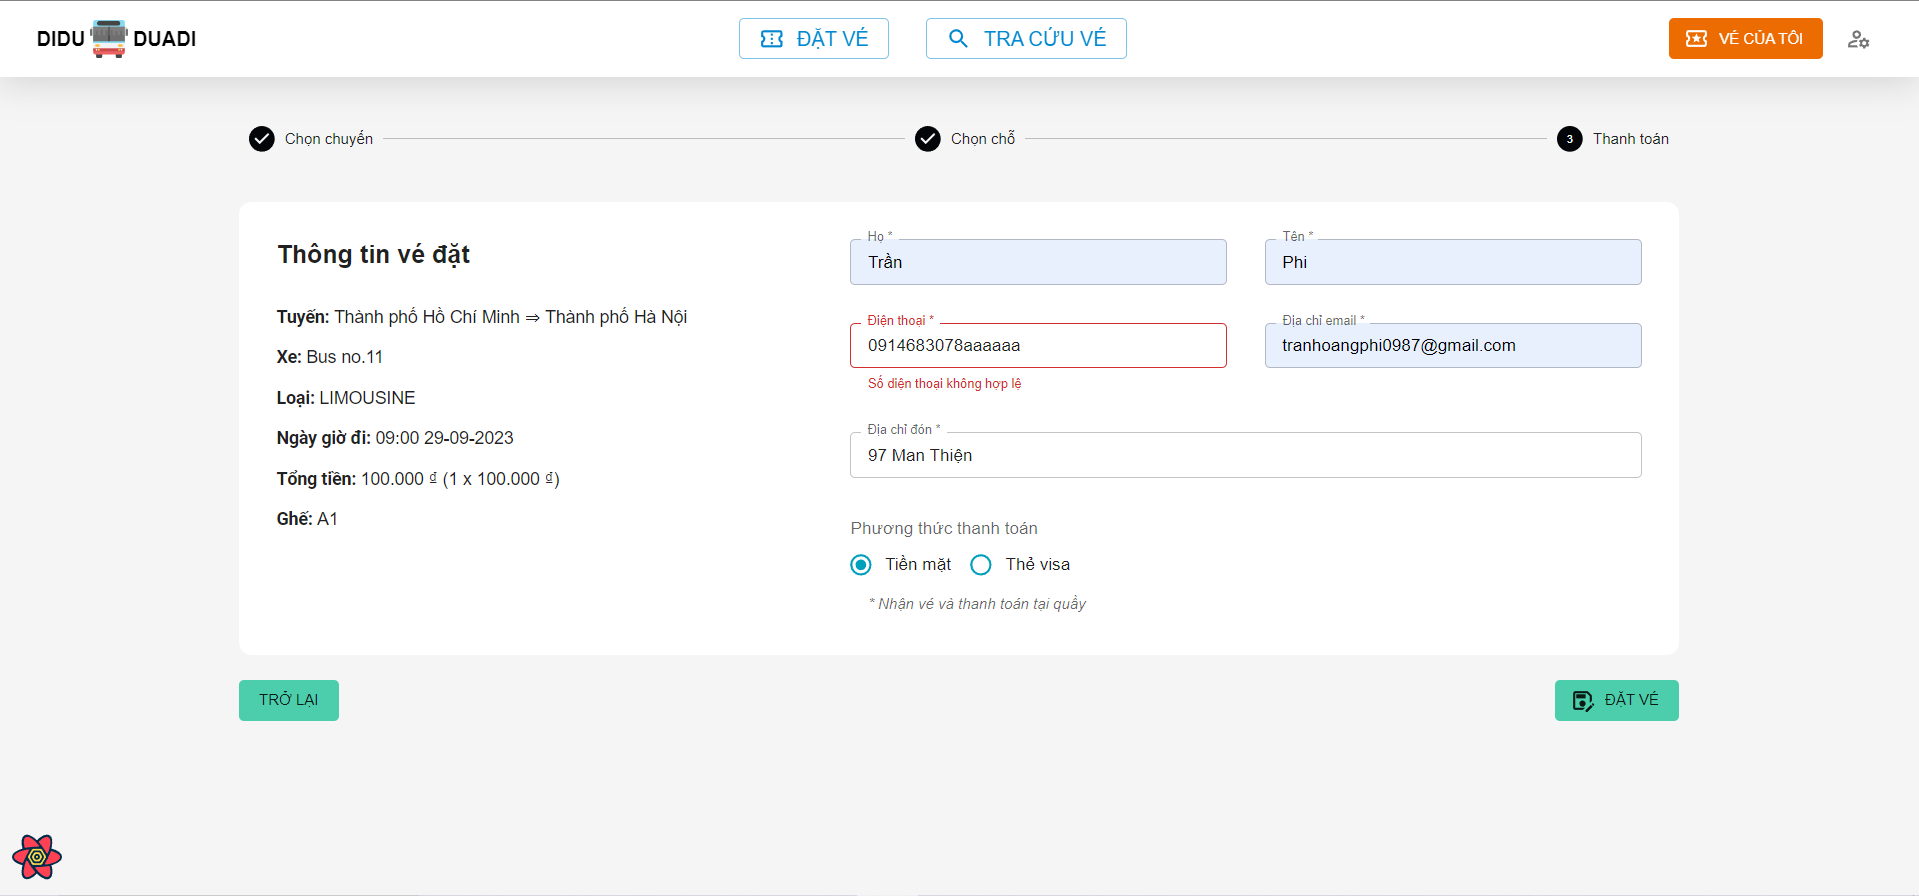 DIDU DUADI
ĐẶT VÉ
TRA CỨU VÉ
VÉ CỦA TÔI
Chọn chuyến
Chọn chỗ
3 Thanh toán
Thông tin vé đặt
Tuyến: Thành phố Hồ Chí Minh ⇒ Thành phố Hà Nội
Xe: Bus no.11
Loại: LIMOUSINE
Ngày giờ đi: 09:00 29-09-2023
Tổng tiền: 100.000 ₫ (1 x 100.000 ₫)
Ghế: A1
Họ *
Trần
Tên *
Phi
Điện thoại *
0914683078aaaaaa
Số diện thoại không hợp lệ
Địa chỉ email *
tranhoangphi0987@gmail.com
Địa chỉ đón *
97 Man Thiện
Phương thức thanh toán
Tiền mặt
Thẻ visa
* Nhận vé và thanh toán tại quầy
TRỞ LẠI
ĐẶT VÉ